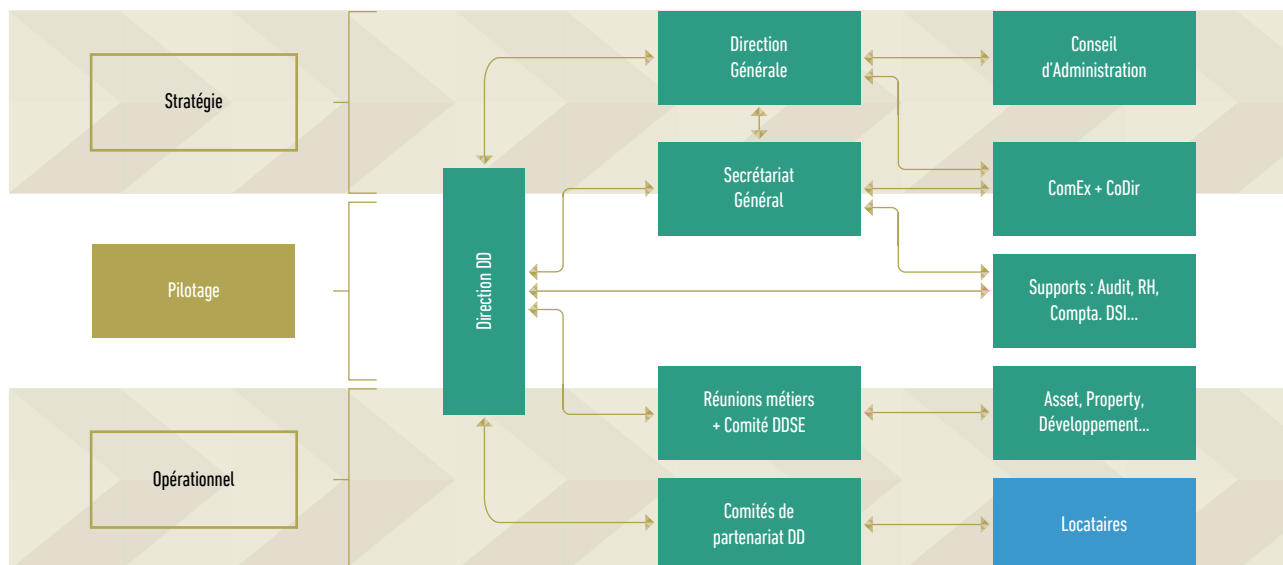 Stratégie
Pilotage
Opérationnel
Direction DD
Direction
Générale
Secrétariat
Général
Réunions métiers
+ Comité DDSE
Comités de
partenariat DD
Conseil
d'Administration
ComEx + CoDir
Supports : Audit, RH,
Compta. DSI...
Asset, Property,
Développement...
Locataires